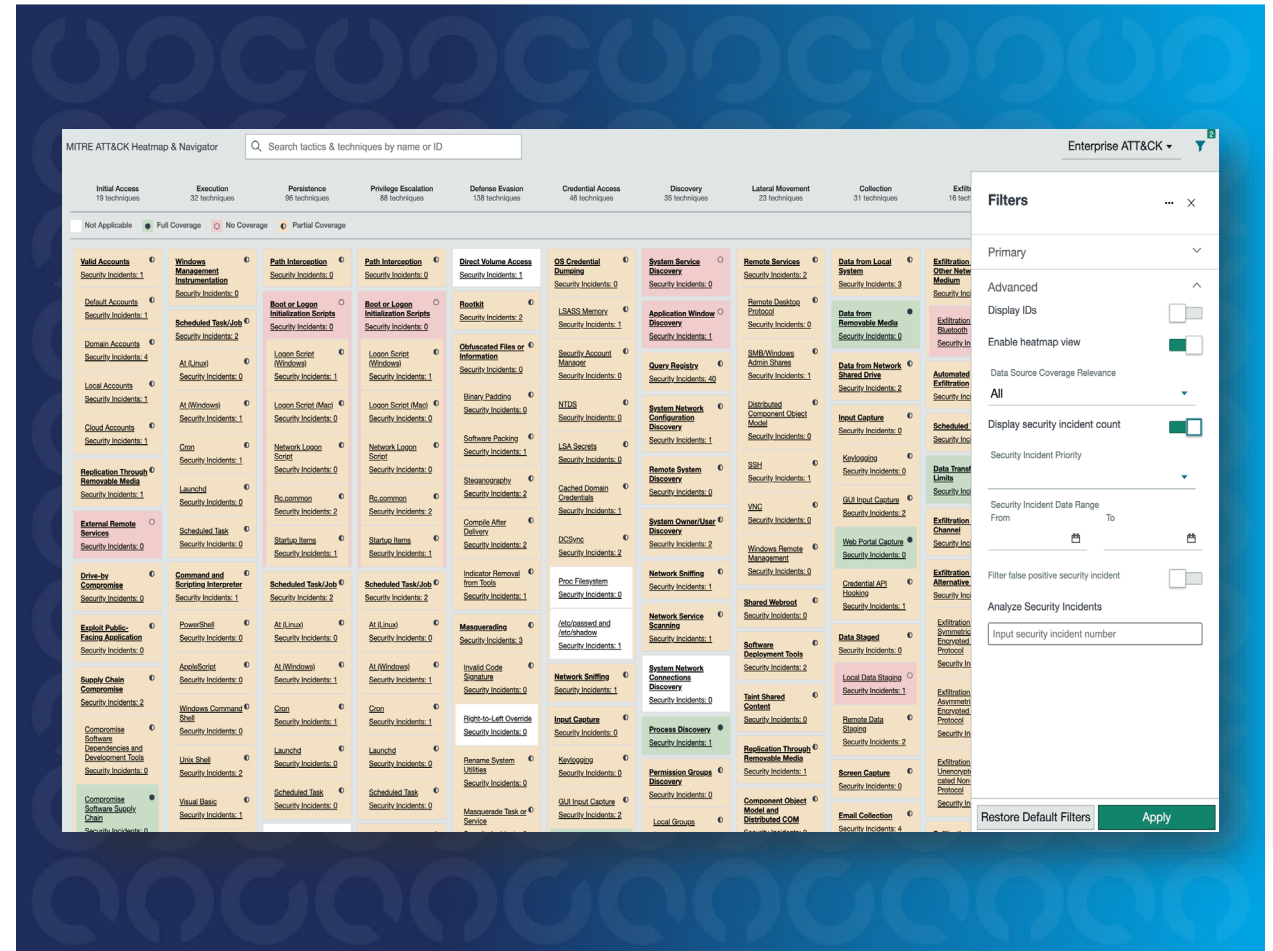 MITRE ATT&CK Heatmap & Navigator
Search tactics & techniques by name or ID
Enterprise ATT&CK
2
Initial Access
19 techniques
Execution
32 techniques
Persistence
96 techniques
Privilege Escalation
88 techniques
Defense Evasion
138 techniques
Credential Access
46 techniques
Discovery
35 techniques
Lateral Movement
23 techniques
Collection
31 techniques
16
Not Applicable
Full Coverage
No Coverage
Partial Coverage
Valid Accounts
Security Incidents: 1
Default Accounts
Security Incidents: 1
Domain Accounts
Security Incidents: 4
Local Accounts
Security Incidents: 1
Cloud Accounts
Security Incidents: 1
Replication Through
Removable Media
Security Incidents: 1
External Remote
Services
Security Incidents: 0
Drive-by
Compromise
Security Incidents: 0
Exploit Public-
Facing Application
Security Incidents: 0
Supply Chain
Compromise
Security Incidents: 2
Compromise
Software
Dependencies and
Development Tools
Security Incidents: 0
Compromise
Software Supply
Chain
Security Incidents: 0
Windows
Management
Instrumentation
Security Incidents: 0
Scheduled Task/Job
Security Incidents: 2
At (Linux)
Security Incidents: 0
At (Windows)
Security Incidents: 1
Cron
Security Incidents: 1
Launchd
Security Incidents: 0
Scheduled Task
Security Incidents: 0
Command and
Scripting Interpreter
Security Incidents: 1
PowerShell
Security Incidents: 0
AppleScript
Security Incidents: 0
Windows Command
Shell
Security Incidents: 0
Unix Shell
Security Incidents: 2
Visual Basic
Security Incidents: 1
Path Interception
Security Incidents: 0
Boot or Logon
Initialization Scripts
Security Incidents: 0
Logon Script
(Windows)
Security Incidents: 1
Logon Script (Mac)
Security Incidents: 0
Network Logon
Script
Security Incidents: 0
Rc.common
Security Incidents: 2
Startup Items
Security Incidents: 1
Scheduled Task/Job
Security Incidents: 2
At (Linux)
Security Incidents: 0
At (Windows)
Security Incidents: 1
Cron
Security Incidents: 1
Launchd
Security Incidents: 0
Scheduled Task
Security Incidents: 0
Path Interception
Security Incidents: 0
Boot or Logon
Initialization Scripts
Security Incidents: 0
Logon Script
(Windows)
Security Incidents: 1
Logon Script (Mac)
Security Incidents: 0
Network Logon
Script
Security Incidents: 0
Rc.common
Security Incidents: 2
Startup Items
Security Incidents: 1
Scheduled Task/Job
Security Incidents: 2
At (Linux)
Security Incidents: 0
At (Windows)
Security Incidents: 1
Cron
Security Incidents: 1
Launchd
Security Incidents: 0
Scheduled Task
Security Incidents: 0
Direct Volume Access
Security Incidents: 1
Rootkit
Security Incidents: 2
Obfuscated Files or
Information
Security Incidents: 0
Binary Padding
Security Incidents: 0
Software Packing
Security Incidents: 1
Steganography
Security Incidents: 2
Compile After
Delivery
Security Incidents: 2
Indicator Removal
from Tools
Security Incidents: 1
Masquerading
Security Incidents: 3
Invalid Code
Signature
Security Incidents: 0
Right-to-Left Override
Security Incidents: 0
Rename System
Utilities
Security Incidents: 0
Masquerade Task or
Service
OS Credential
Dumping
Security Incidents: 0
LSASS Memory
Security Incidents: 1
Security Account
Manager
Security Incidents: 0
NTDS
Security Incidents: 0
LSA Secrets
Security Incidents: 0
Cached Domain
Credentials
Security Incidents: 1
DCSync
Security Incidents: 2
Proc Filesystem
Security Incidents: 0
/etc/passwd and
/etc/shadow
Security Incidents: 1
Network Sniffing
Security Incidents: 1
Input Capture
Security Incidents: 0
Keylogging
Security Incidents: 0
GUI Input Capture
Security Incidents: 2
System Service
Discovery
Security Incidents: 0
Application Window
Discovery
Security Incidents: 1
Query Registry
Security Incidents: 40
System Network
Configuration
Discovery
Security Incidents: 1
Remote System
Discovery
Security Incidents: 0
System Owner/User
Discovery
Security Incidents: 2
Network Sniffing
Security Incidents: 1
Network Service
Scanning
Security Incidents: 1
System Network
Connections
Discovery
Security Incidents: 0
Process Discovery
Security Incidents: 1
Permission Groups
Discovery
Security Incidents: 0
Local Groups
Remote Services
Security Incidents: 2
Remote Desktop
Protocol
Security Incidents: 0
SMB/Windows
Admin Shares
Security Incidents: 1
Distributed
Component Object
Model
Security Incidents: 0
SSH
Security Incidents: 1
VNC
Security Incidents: 0
Windows Remote
Management
Security Incidents: 0
Shared Webroot
Security Incidents: 0
Software
Deployment Tools
Security Incidents: 2
Taint Shared
Content
Security Incidents: 0
Replication Through
Removable Media
Security Incidents: 1
Component Object
Model and
Distributed COM
Data from Local
System
Security Incidents: 3
Data from
Removable Media
Security Incidents: 0
Data from Network
Shared Drive
Security Incidents: 2
Input Capture
Security Incidents: 0
Keylogging
Security Incidents: 0
GUI Input Capture
Security Incidents: 2
Web Portal Capture
Security Incidents: 0
Credential API
Hooking
Security Incidents: 1
Data Staged
Security Incidents: 0
Local Data Staging
Security Incidents: 1
Remote Data
Staging
Security Incidents: 2
Screen Capture
Security Incidents: 0
Email Collection
Security Incidents: 4
Exfiltration
Other
Medium
Security
Exfiltration
Bluetooth
Security
Automated
Exfiltration
Security
Scheduled
Security
Data
Limits
Security
Exfiltration
Channel
Security
Exfiltration
Alternative
Security
Exfiltration
Encrypted
Protocol
Security
Exfiltration
Encrypted
Protocol
Security
Exfiltration
Protocol
Security
Filters
Primary
Advanced
Display IDs
Enable heatmap view
Data Source Coverage Relevance
All
Display security incident count
Security Incident Priority
Security Incident Date Range
From
To
Filter false positive security incident
Analyze Security Incidents
Input security incident number
Restore Default Filters
Apply